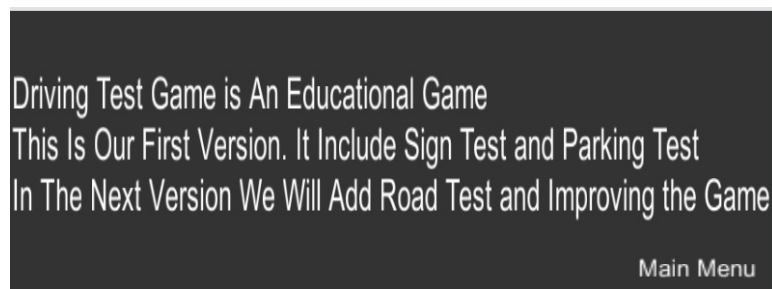 Driving Test Game is An Educational Game
This Is Our First Version. It Include Sign Test and Parking Test
In The Next Version We Will Add Road Test and Improving the Game
Main Menu